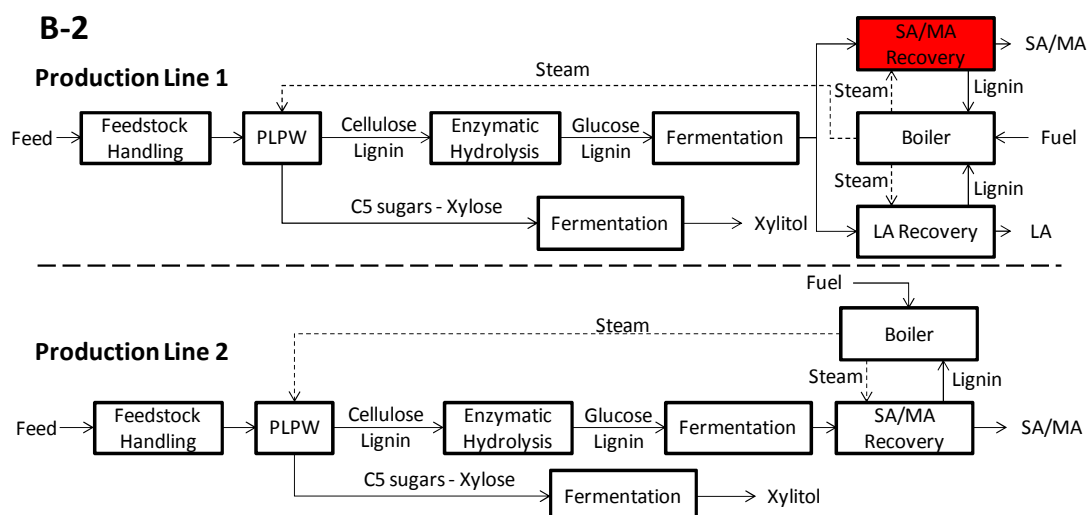 B-2
Production Line 1
SA/MA
Recovery
SA/MA
Steam
Steam
Lignin
Feed
Feedstock
Handling
PLPW
Cellulose
Lignin
Enzymatic
Hydrolysis
Glucose
Lignin
Fermentation
Boiler
Fuel
Steam
Lignin
C5 sugars - Xylose
Fermentation
Xylitol
LA Recovery
LA
Production Line 2
Fuel
Boiler
Steam
Steam
Lignin
Feed
Feedstock
Handling
PLPW
Cellulose
Lignin
Enzymatic
Hydrolysis
Glucose
Lignin
Fermentation
SA/MA
Recovery
SA/MA
C5 sugars - Xylose
Fermentation
Xylitol